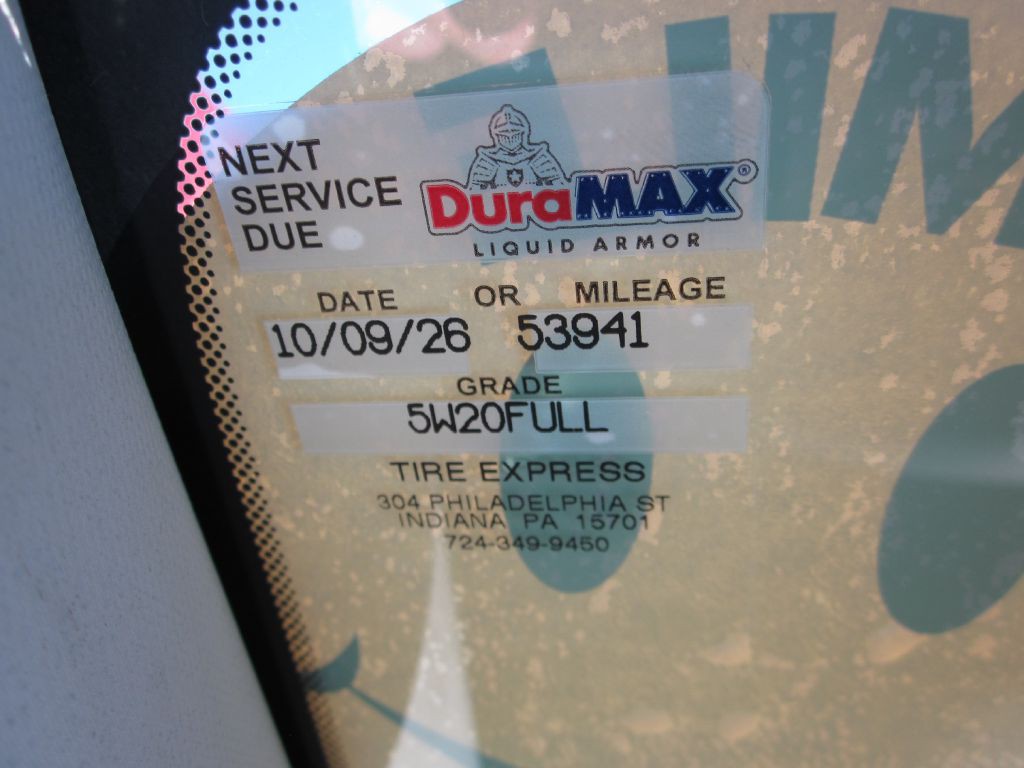 NEXT
SERVICE
DUE
DuraMAX®
LIQUID ARMOR
DATE OR MILEAGE
10/09/26 53941
GRADE
5W20FULL
TIRE EXPRESS
304 PHILADELPHIA ST
INDIANA PA 15701
724-349-9450